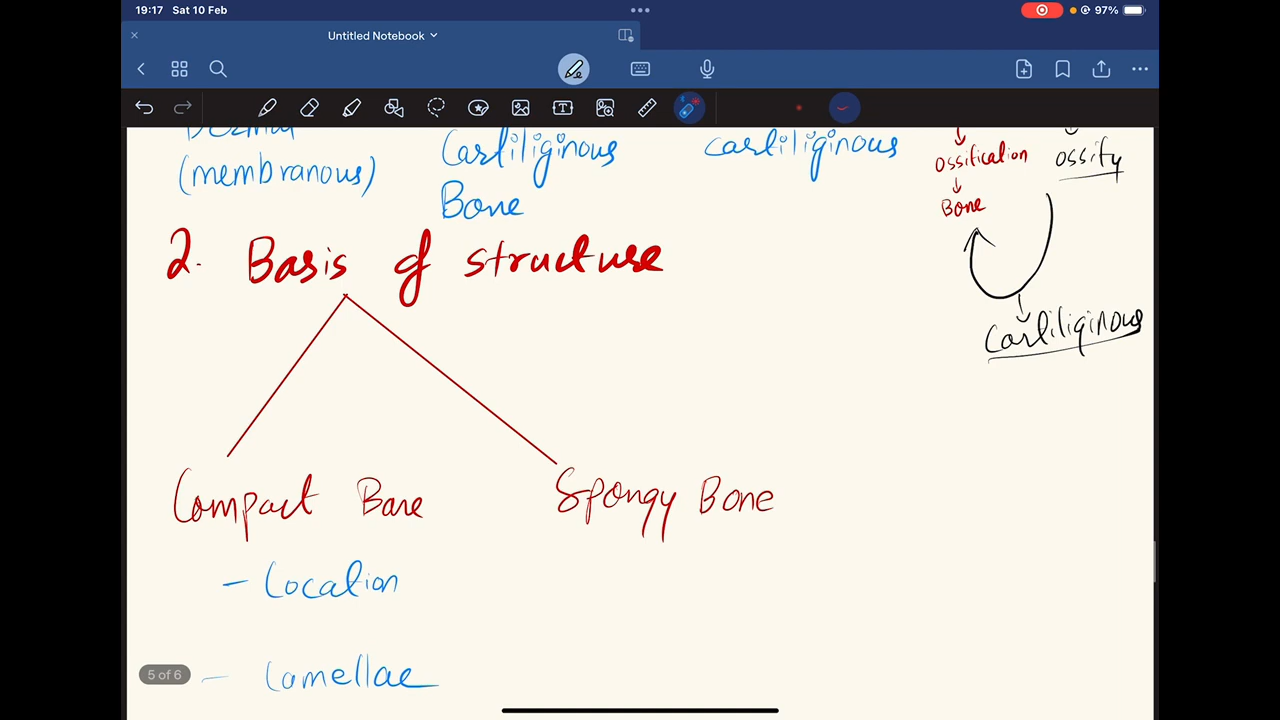 19:17 Sat 10 Feb
97%
Untitled Notebook
(membranous)
Cartiliginous
Bone
cartiliginous
ossification
Bone
ossify
Cartiliginous
2. Basis of structure
Compact Bone
Spongy Bone
- Location
- Lamellae
5 of 6